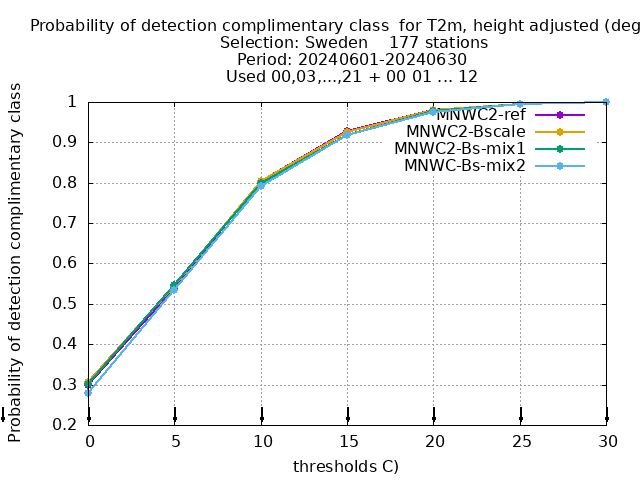 Probability of detection complimentary class  for T2m, height adjusted (deg
Selection: Sweden    177 stations
Period: 20240601-20240630
Used 00,03,...,21 + 00 01 ... 12
Probability of detection complimentary class
1
0.9
0.8
0.7
0.6
0.5
0.4
0.3
0.2
MNWC2-ref
MNWC2-Bscale
MNWC2-Bs-mix1
MNWC-Bs-mix2
0 5 10 15 20 25 30
thresholds C)